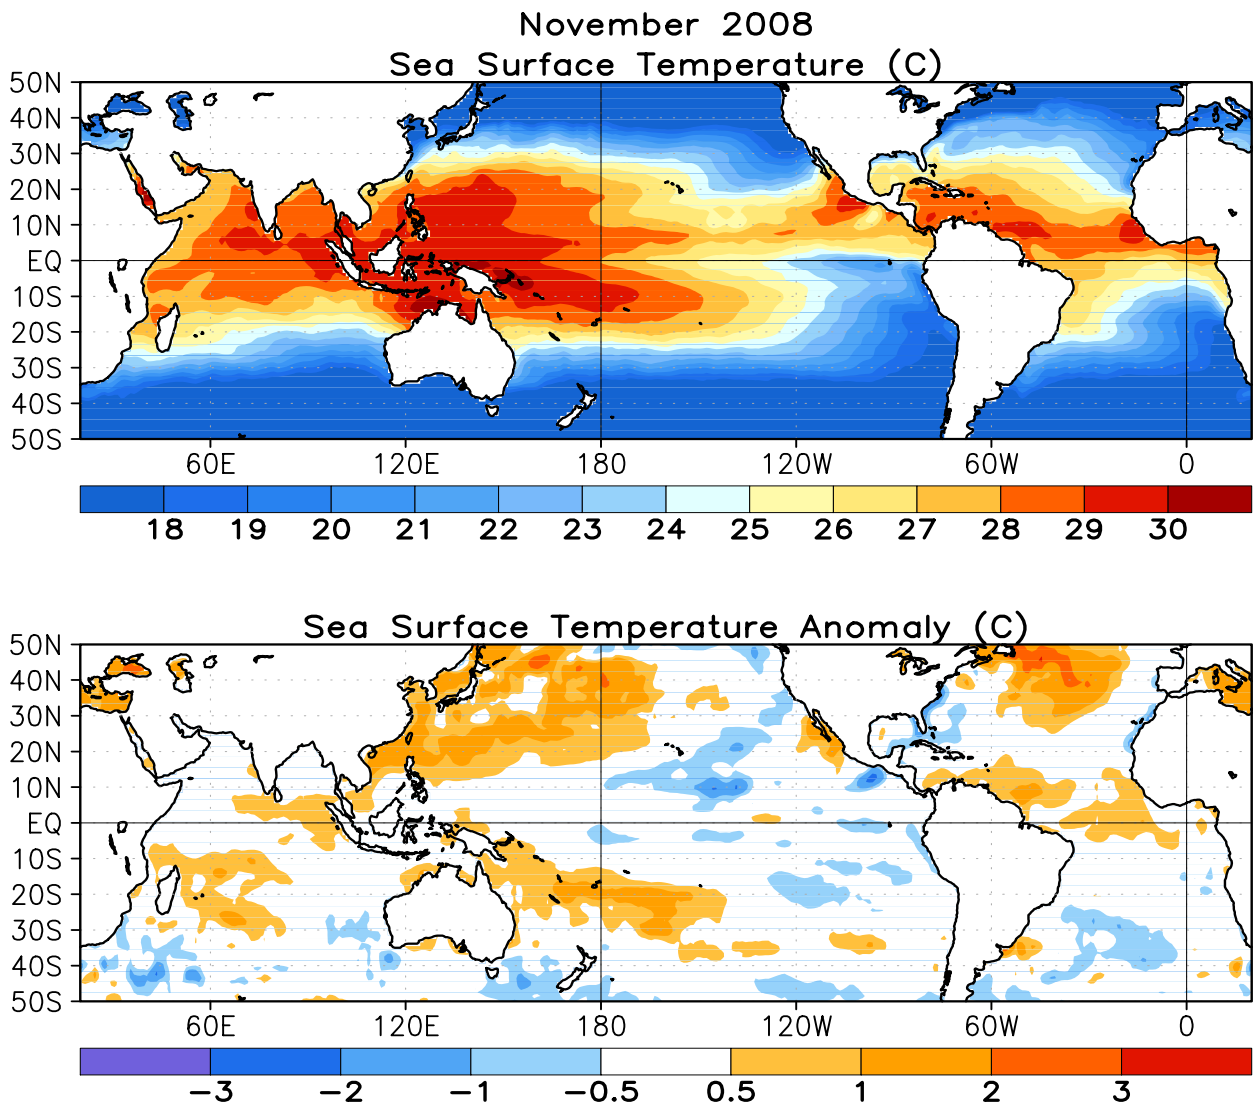 November 2008
Sea Surface Temperature (C)
50N
40N
30N
20N
10N
EQ
10S
20S
30S
40S
50S
60E 120E 180 120W 60W 0
18 19 20 21 22 23 24 25 26 27 28 29 30
Sea Surface Temperature Anomaly (C)
50N
40N
30N
20N
10N
EQ
10S
20S
30S
40S
50S
60E 120E 180 120W 60W 0
−3 −2 −1 −0.5 0.5 1 2 3